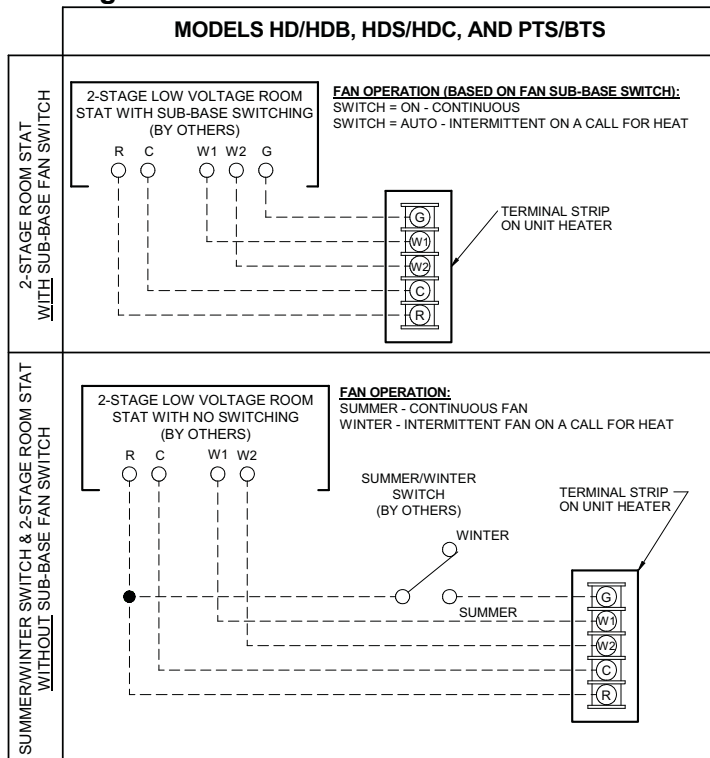 MODELS HD/HDB, HDS/HDC, AND PTS/BTS
2-STAGE ROOM STAT
WITH SUB-BASE FAN SWITCH
2-STAGE LOW VOLTAGE ROOM
STAT WITH SUB-BASE SWITCHING
(BY OTHERS)
R C W1 W2 G
FAN OPERATION (BASED ON FAN SUB-BASE SWITCH):
SWITCH = ON - CONTINUOUS
SWITCH = AUTO - INTERMITTENT ON A CALL FOR HEAT
G
W1
W2
C
R
TERMINAL STRIP
ON UNIT HEATER
SUMMER/WINTER SWITCH & 2-STAGE ROOM STAT
WITHOUT SUB-BASE FAN SWITCH
2-STAGE LOW VOLTAGE ROOM
STAT WITH NO SWITCHING
(BY OTHERS)
R C W1 W2
FAN OPERATION:
SUMMER - CONTINUOUS FAN
WINTER - INTERMITTENT FAN ON A CALL FOR HEAT
SUMMER/WINTER
SWITCH
(BY OTHERS)
WINTER
SUMMER
TERMINAL STRIP
ON UNIT HEATER
G
W1
W2
C
R